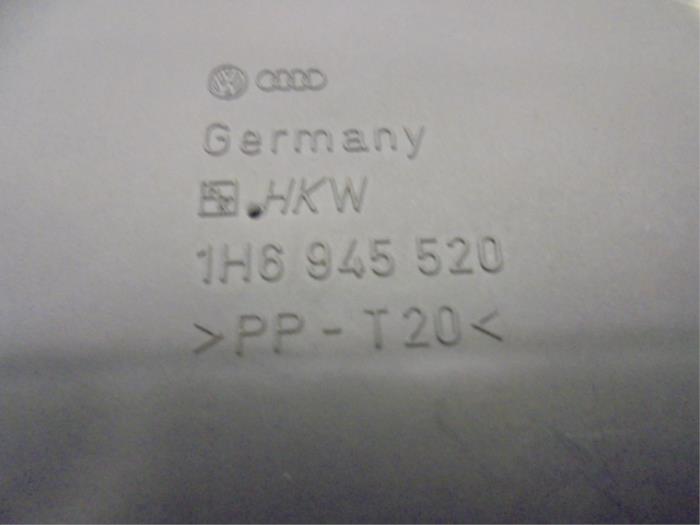 Germany
.HKW
1H6 945 520
>PP-T20<